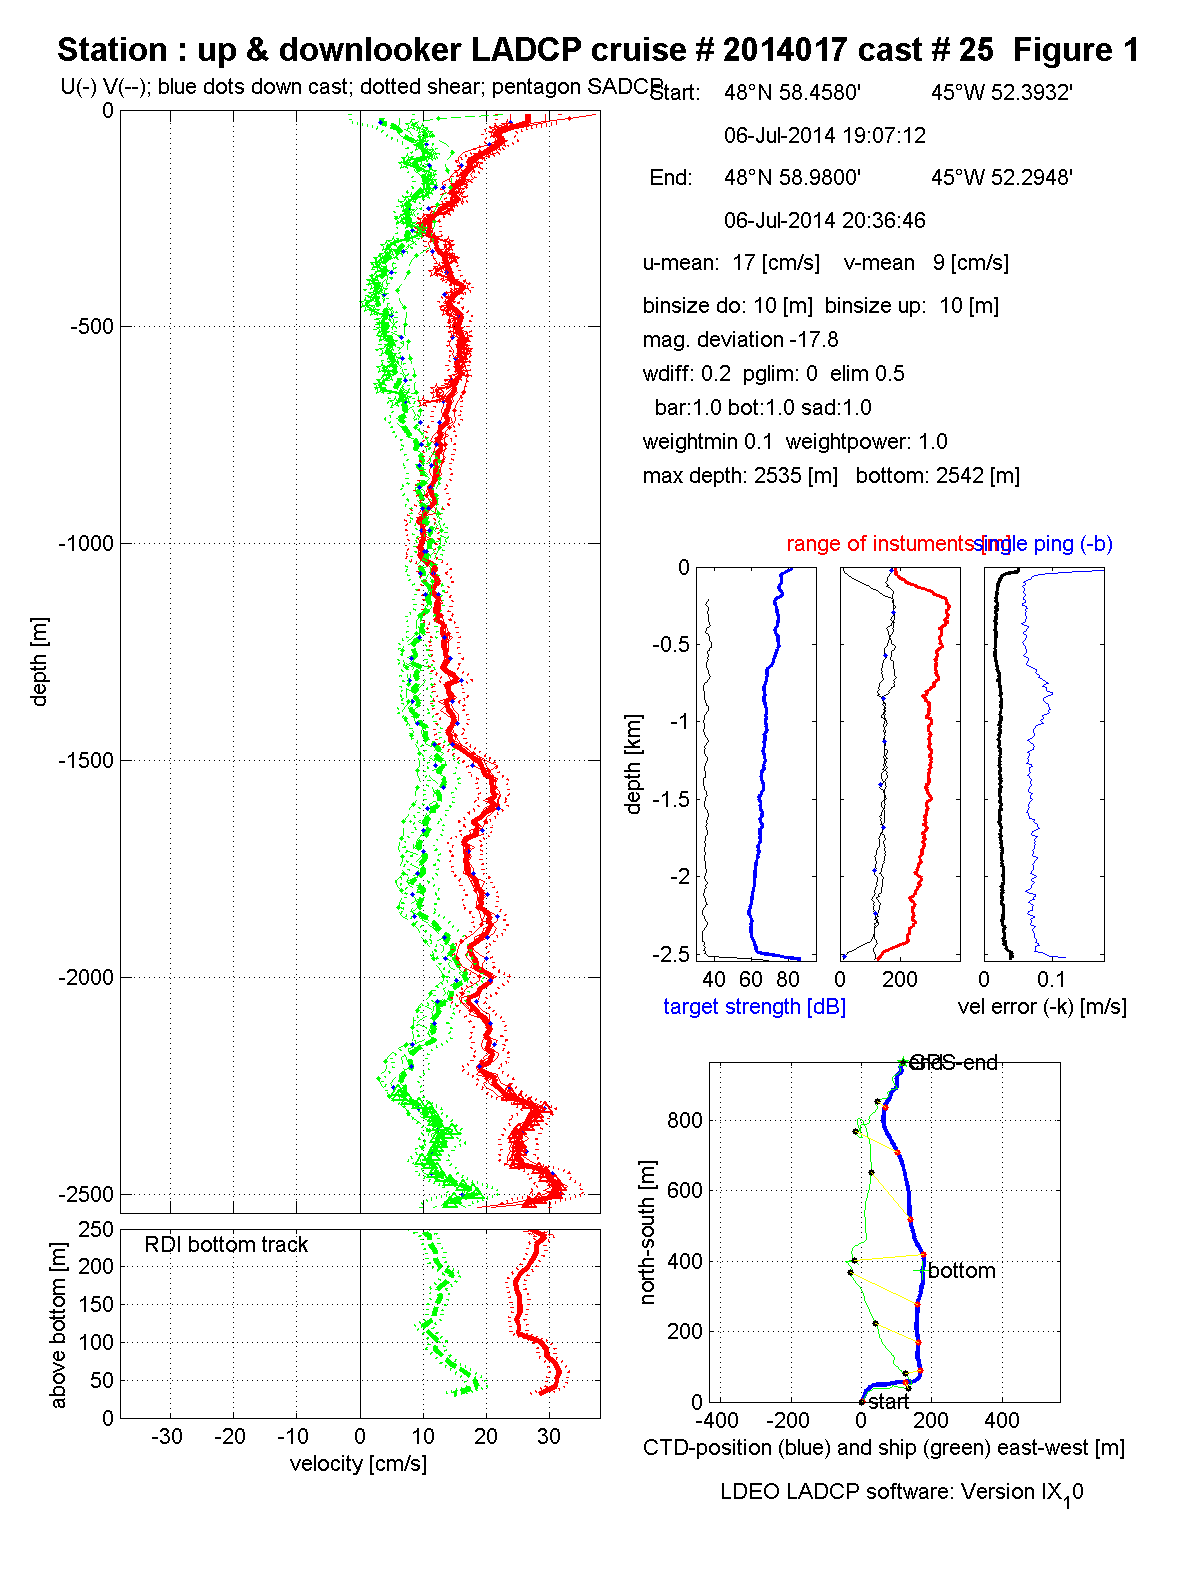 Station : up & downlooker LADCP cruise # 2014017 cast # 25  Figure 1
U(-) V(--); blue dots down cast; dotted shear; pentagon SADCP
Start: 48°N 58.4580' 45°W 52.3932'
06-Jul-2014 19:07:12
End: 48°N 58.9800' 45°W 52.2948'
06-Jul-2014 20:36:46
u-mean: 17 [cm/s] v-mean 9 [cm/s]
binsize do: 10 [m] binsize up: 10 [m]
mag. deviation -17.8
wdiff: 0.2 pglim: 0 elim 0.5
bar:1.0 bot:1.0 sad:1.0
weightmin 0.1 weightpower: 1.0
max depth: 2535 [m] bottom: 2542 [m]
0
-500
-1000
-1500
-2000
-2500
depth [m]
RDI bottom track
250
200
150
100
50
0
above bottom [m]
-30 -20 -10 0 10 20 30
velocity [cm/s]
range of instuments [m]
single ping (-b)
0
-0.5
-1
-1.5
-2
-2.5
depth [km]
40 60 80
0 200
0 0.1
target strength [dB]
vel error (-k) [m/s]
end
GPS-end
bottom
start
800
600
400
200
0
north-south [m]
-400 -200 0 200 400
CTD-position (blue) and ship (green) east-west [m]
LDEO LADCP software: Version IX10